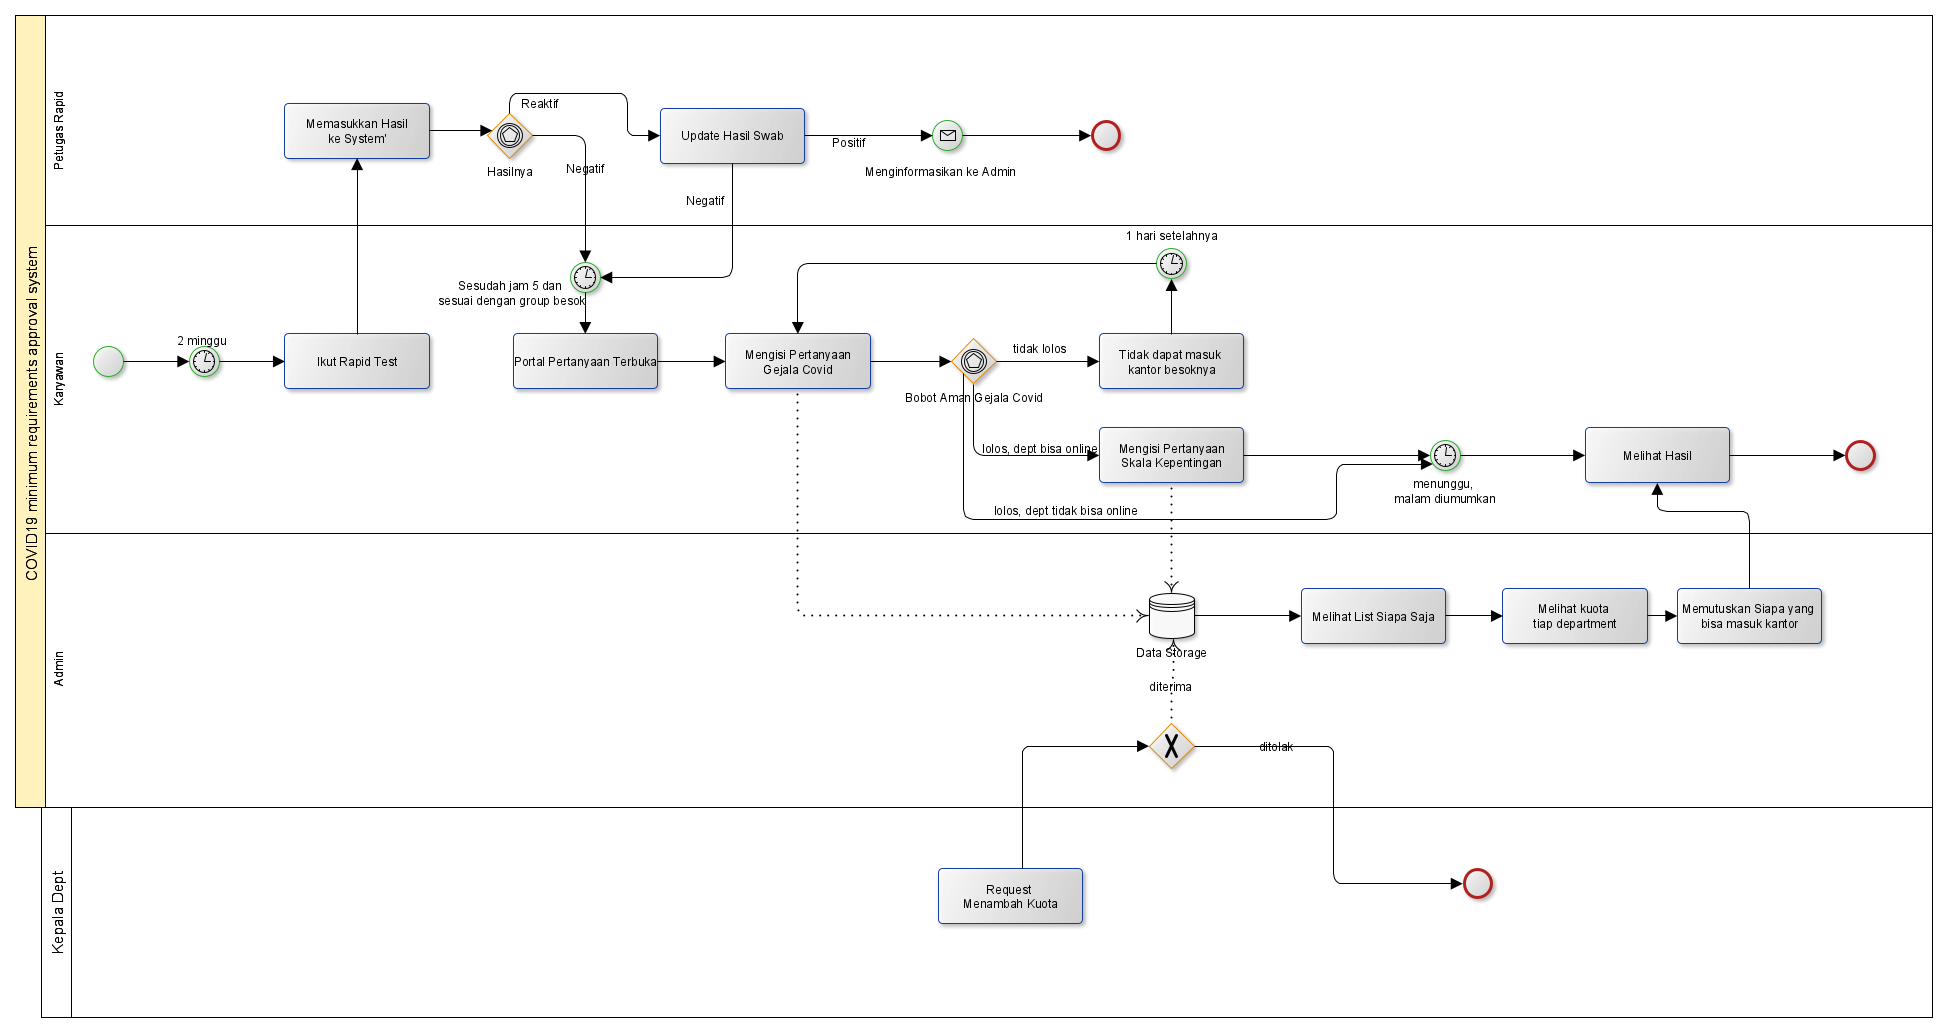 COVID19 minimum requirements approval system
Petugas Rapid
Memasukkan Hasil
ke System'
Hasilnya
Reaktif
Negatif
Update Hasil Swab
Positif
Negatif
Menginformasikan ke Admin
Karyawan
2 minggu
Ikut Rapid Test
Sesudah jam 5 dan
sesuai dengan group besok
Portal Pertanyaan Terbuka
Mengisi Pertanyaan
Gejala Covid
Bobot Aman Gejala Covid
tidak lolos
Tidak dapat masuk
kantor besoknya
1 hari setelahnya
lolos, dept bisa online
Mengisi Pertanyaan
Skala Kepentingan
lolos, dept tidak bisa online
menunggu,
malam diumumkan
Melihat Hasil
Admin
Data Storage
Melihat List Siapa Saja
Melihat kuota
tiap department
Memutuskan Siapa yang
bisa masuk kantor
diterima
ditolak
Kepala Dept
Request
Menambah Kuota